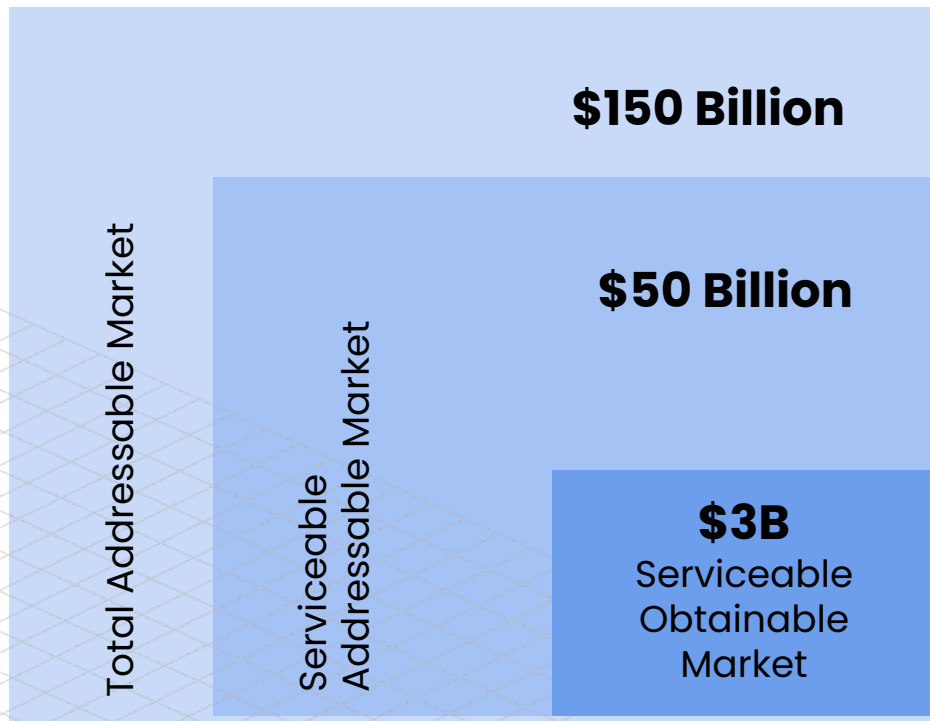 $150 Billion
Total Addressable Market
$50 Billion
Serviceable
Addressable Market
$3B
Serviceable
Obtainable
Market